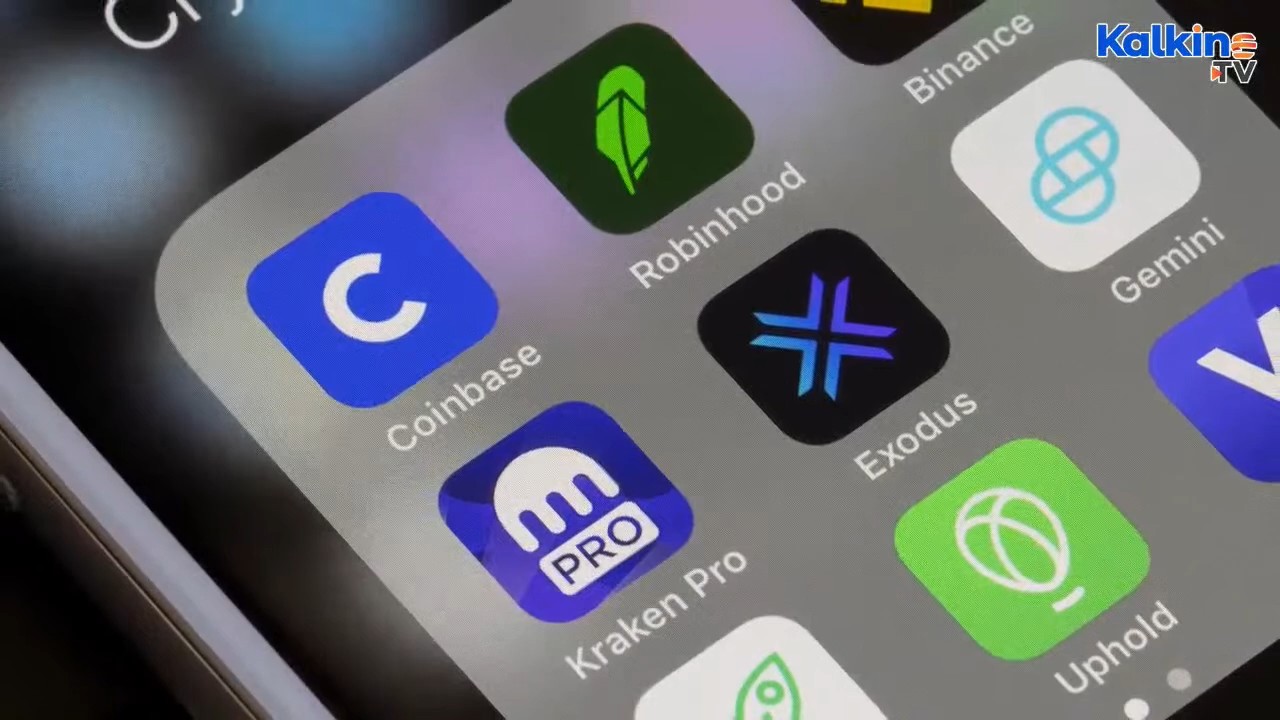 Kalkine
TV
Binance
Robinhood
Gemini
Coinbase
Exodus
PRO
Kraken Pro
Uphold